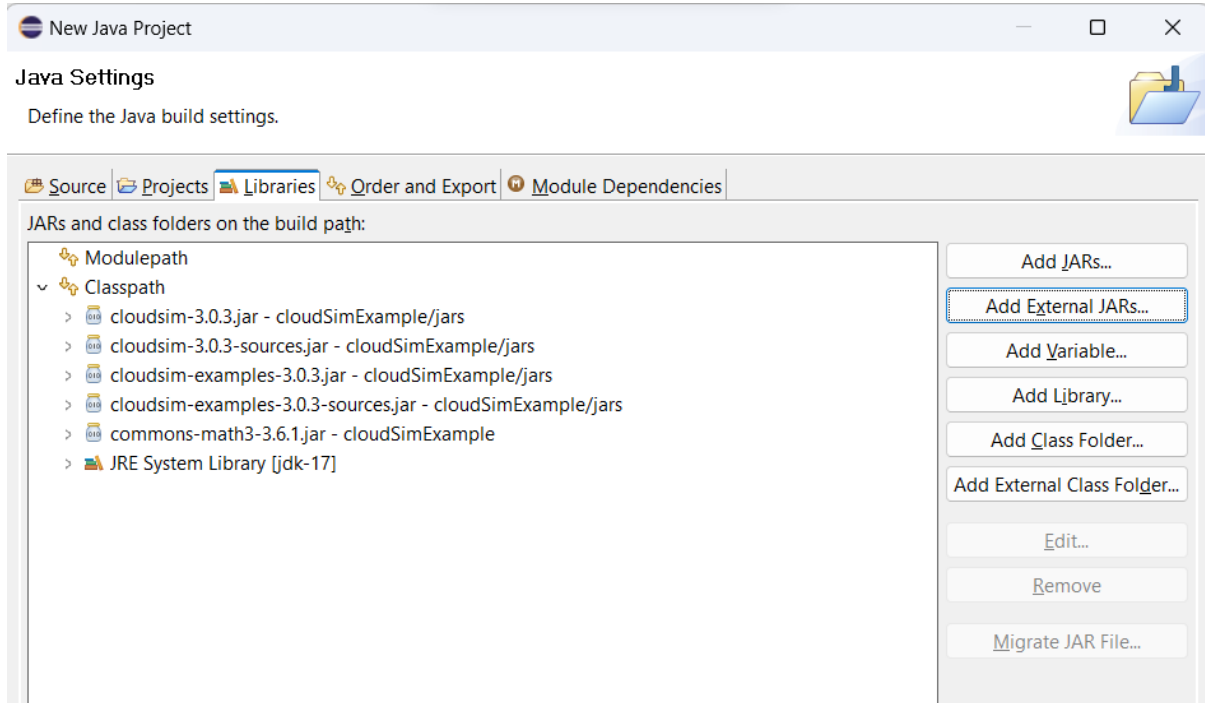 New Java Project
Java Settings
Define the Java build settings.
Source Projects Libraries Order and Export Module Dependencies
JARs and class folders on the build path:
Modulepath
Classpath
cloudsim-3.0.3.jar - cloudSimExample/jars
cloudsim-3.0.3-sources.jar - cloudSimExample/jars
cloudsim-examples-3.0.3.jar - cloudSimExample/jars
cloudsim-examples-3.0.3-sources.jar - cloudSimExample/jars
commons-math3-3.6.1.jar - cloudSimExample
JRE System Library [jdk-17]
Add JARs...
Add External JARs...
Add Variable...
Add Library...
Add Class Folder...
Add External Class Folder...
Edit...
Remove
Migrate JAR File...